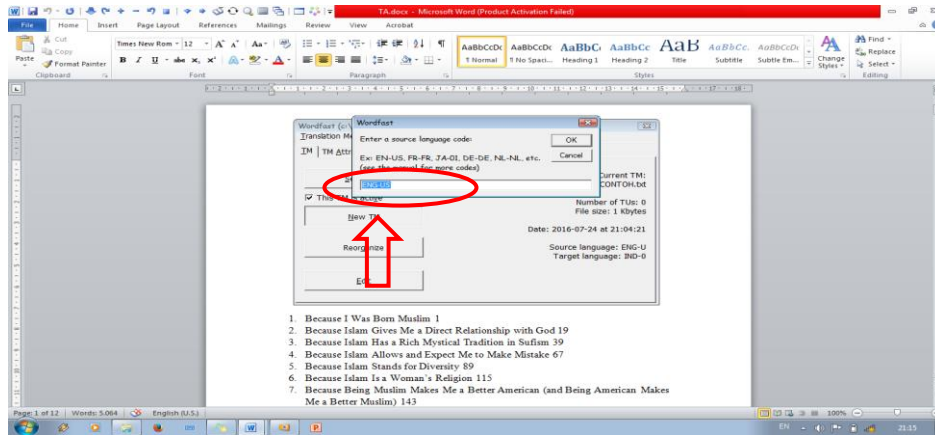 TA.docx - Microsoft Word (Product Activation Failed)
File Home Insert Page Layout References Mailings Review View Acrobat
Cut
Copy
Format Painter
Paste
Clipboard
Times New Rom 12
Font
Paragraph
AaBbCcDc AaBbCcDc AaBbC AaBbCc AaB AaBbCc. AaBbCcDc
¶ Normal ¶ No Spaci... Heading 1 Heading 2 Title Subtitle Subtle Em...
Change Styles
Styles
Find
Replace
Select
Editing
Wordfast
Enter a source language code:
Ex: EN-US, FR-FR, JA-01, DE-DE, NL-NL, etc.
(see the manual for more codes)
OK
Cancel
ENG-US
Translation
TM TM Attr
Current TM:
CONTOH.txt
This TM is active
Number of TUs: 0
File size: 1 Kbytes
New TM
Date: 2016-07-24 at 21:04:21
Reorganize
Source language: ENG-U
Target language: IND-0
1. Because I Was Born Muslim 1
2. Because Islam Gives Me a Direct Relationship with God 19
3. Because Islam Has a Rich Mystical Tradition in Sufism 39
4. Because Islam Allows and Expect Me to Make Mistake 67
5. Because Islam Stands for Diversity 89
6. Because Islam Is a Woman's Religion 115
7. Because Being Muslim Makes Me a Better American (and Being American Makes
Me a Better Muslim) 143
Page: 1 of 12 Words: 5.064 English (U.S.) 100%
EN 21:15